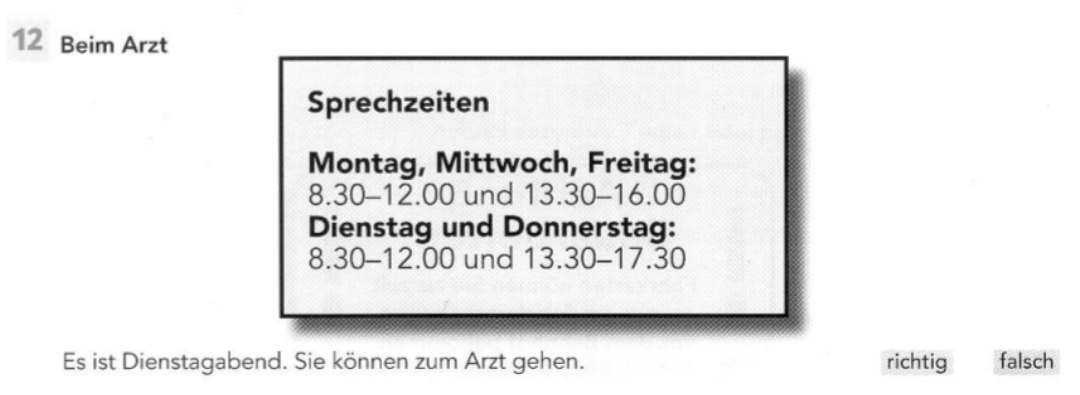 12 Beim Arzt
Sprechzeiten
Montag, Mittwoch, Freitag:
8.30–12.00 und 13.30–16.00
Dienstag und Donnerstag:
8.30–12.00 und 13.30–17.30
Es ist Dienstagabend. Sie können zum Arzt gehen. richtig falsch